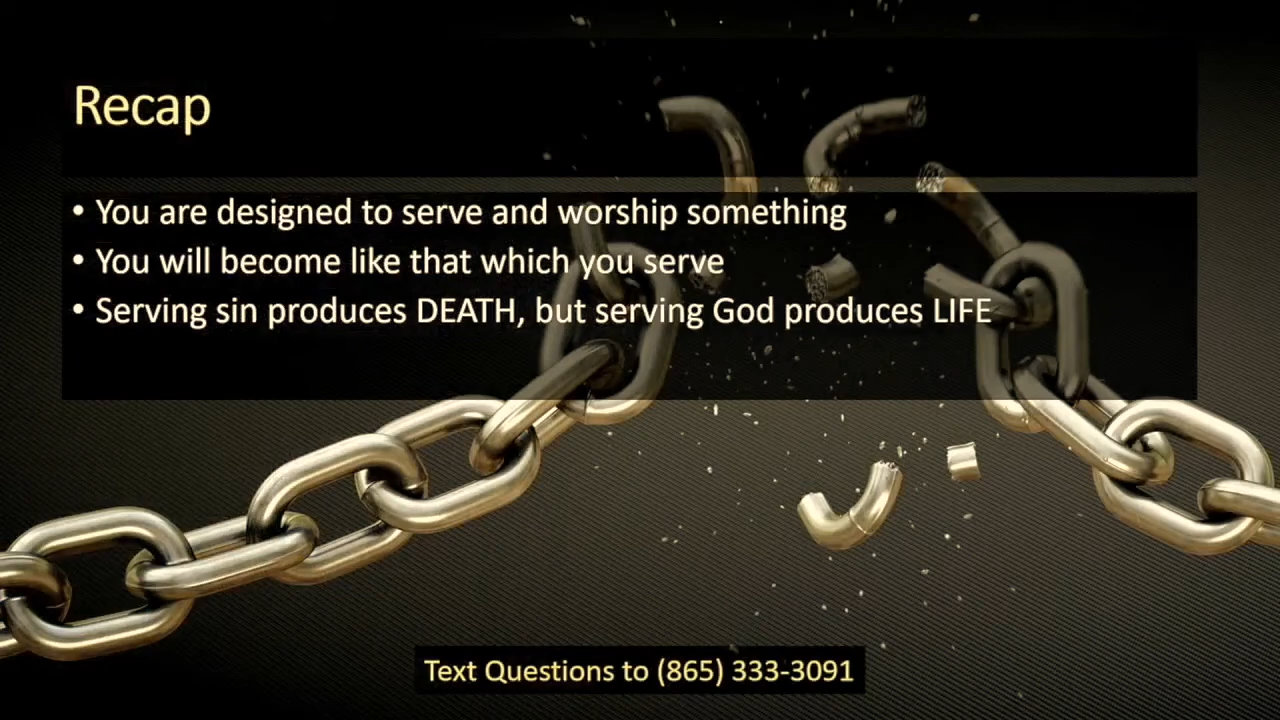 Recap
• You are designed to serve and worship something
• You will become like that which you serve
• Serving sin produces DEATH, but serving God produces LIFE
Text Questions to (865) 333-3091